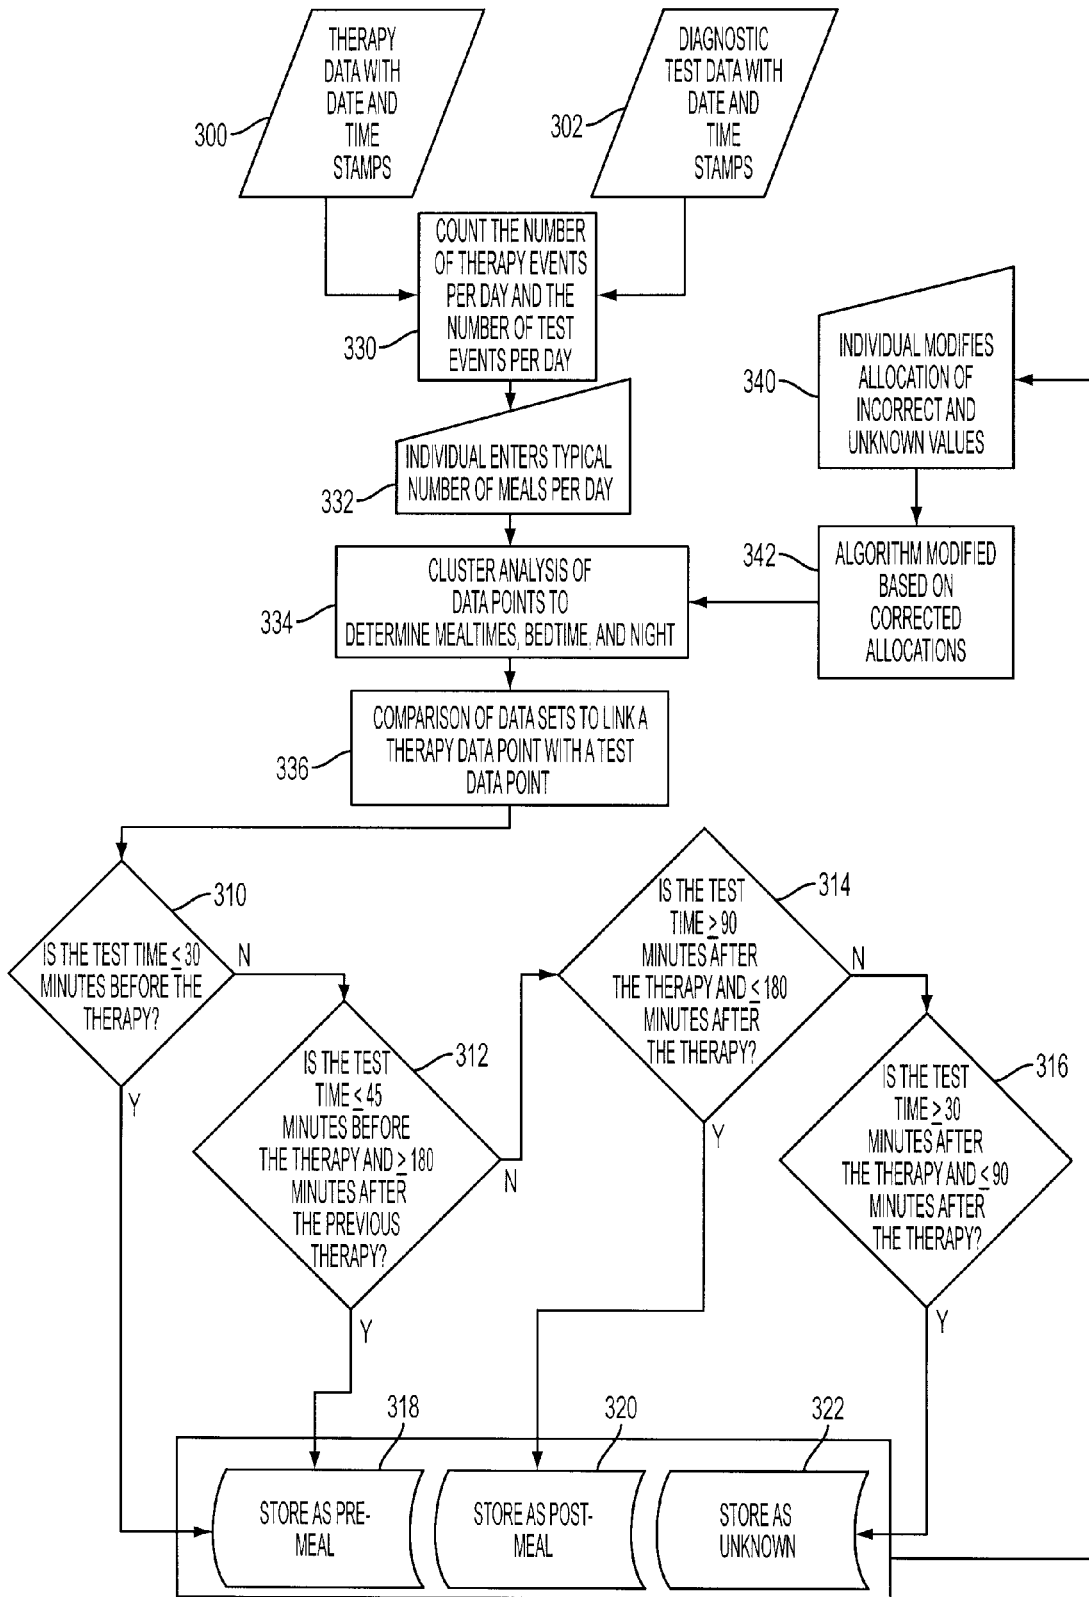 THERAPY
DATA WITH
DATE AND
TIME
STAMPS
300
DIAGNOSTIC
TEST DATA WITH
DATE AND
TIME
STAMPS
302
COUNT THE NUMBER
OF THERAPY EVENTS
PER DAY AND THE
NUMBER OF TEST
EVENTS PER DAY
330
INDIVIDUAL MODIFIES
ALLOCATION OF
INCORRECT AND
UNKNOWN VALUES
340
INDIVIDUAL ENTERS TYPICAL
NUMBER OF MEALS PER DAY
332
ALGORITHM MODIFIED
BASED ON
CORRECTED
ALLOCATIONS
342
CLUSTER ANALYSIS OF
DATA POINTS TO
DETERMINE MEALTIMES, BEDTIME, AND NIGHT
334
COMPARISON OF DATA SETS TO LINK A
THERAPY DATA POINT WITH A TEST
DATA POINT
336
310
IS THE TEST TIME ≤ 30
MINUTES BEFORE THE
THERAPY?
N
Y
312
IS THE TEST
TIME ≤ 45
MINUTES BEFORE
THE THERAPY AND ≥ 180
MINUTES AFTER
THE PREVIOUS
THERAPY?
N
Y
314
IS THE TEST
TIME ≥ 90
MINUTES AFTER
THE THERAPY AND ≤ 180
MINUTES AFTER
THE THERAPY?
N
Y
316
IS THE TEST
TIME ≥ 30
MINUTES AFTER
THE THERAPY AND ≤ 90
MINUTES AFTER
THE THERAPY?
Y
318
STORE AS PRE-
MEAL
320
STORE AS POST-
MEAL
322
STORE AS
UNKNOWN